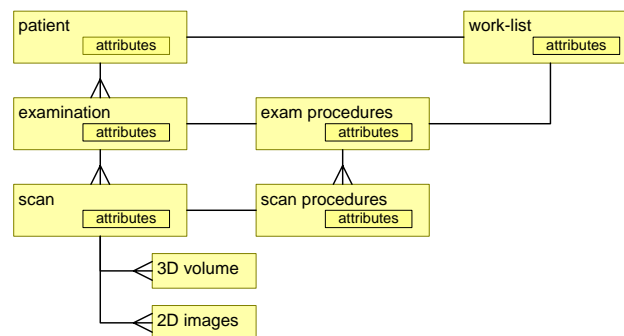 patient
attributes
work-list
attributes
examination
attributes
exam procedures
attributes
scan
attributes
scan procedures
attributes
3D volume
2D images